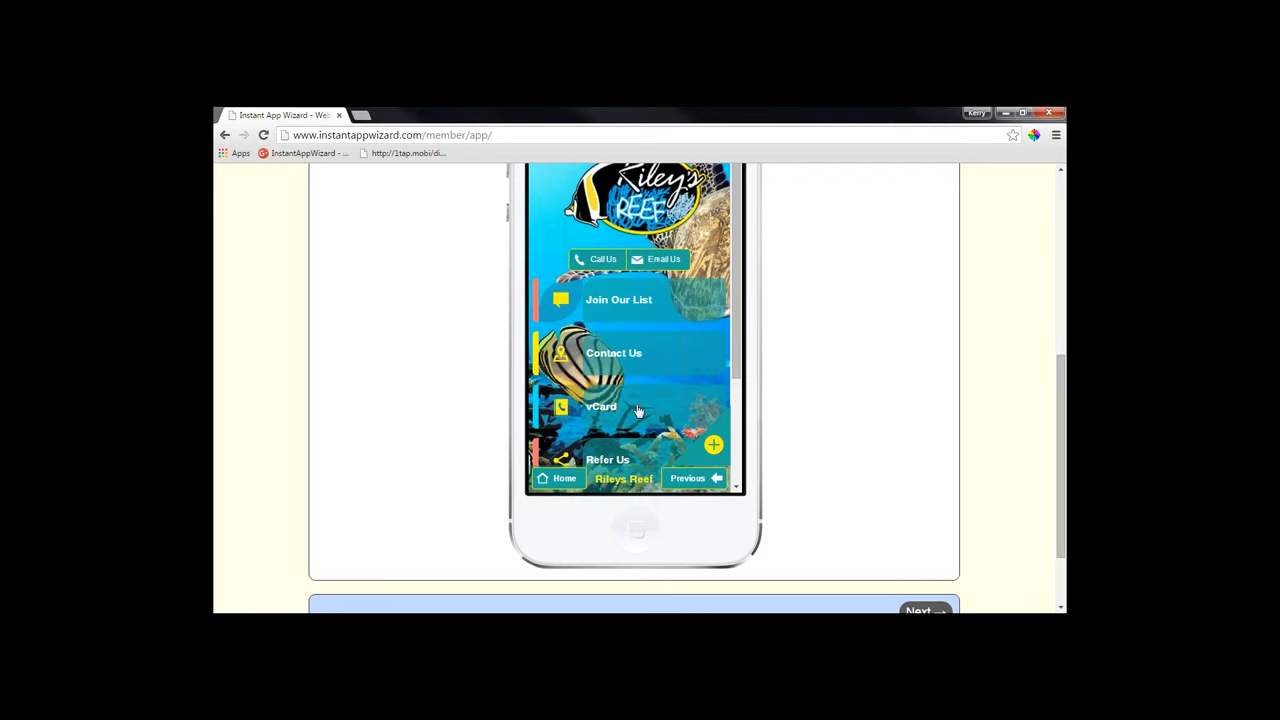 Instant App Wizard - Web
Kerry
www.instantappwizard.com/member/app/
Apps
InstantAppWizard - ...
http://1tap.mobi/di...
Riley's
REEF
Call Us
Email Us
Join Our List
Contact Us
vCard
Refer Us
Home
Rileys Reef
Previous
Next →